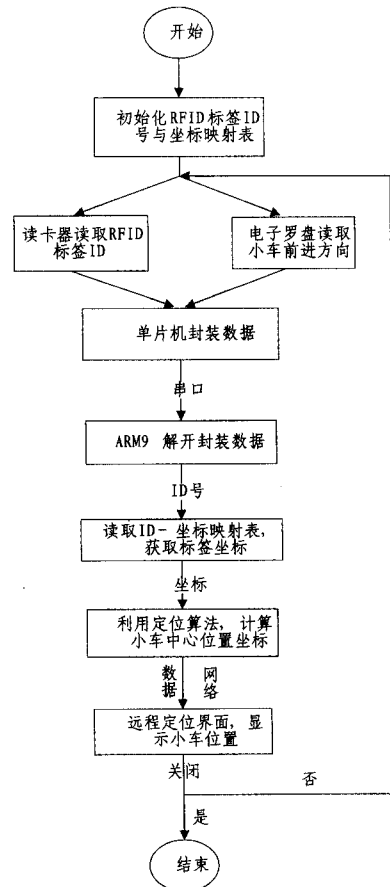 开始
初始化RFID标签ID
号与坐标映射表
读卡器读取RFID
标签ID
电子罗盘读取
小车前进方向
单片机封装数据
串口
ARM9 解开封装数据
ID号
读取ID-坐标映射表,
获取标签坐标
坐标
利用定位算法, 计算
小车中心位置坐标
数据
网络
远程定位界面, 显
示小车位置
关闭
否
是
结束